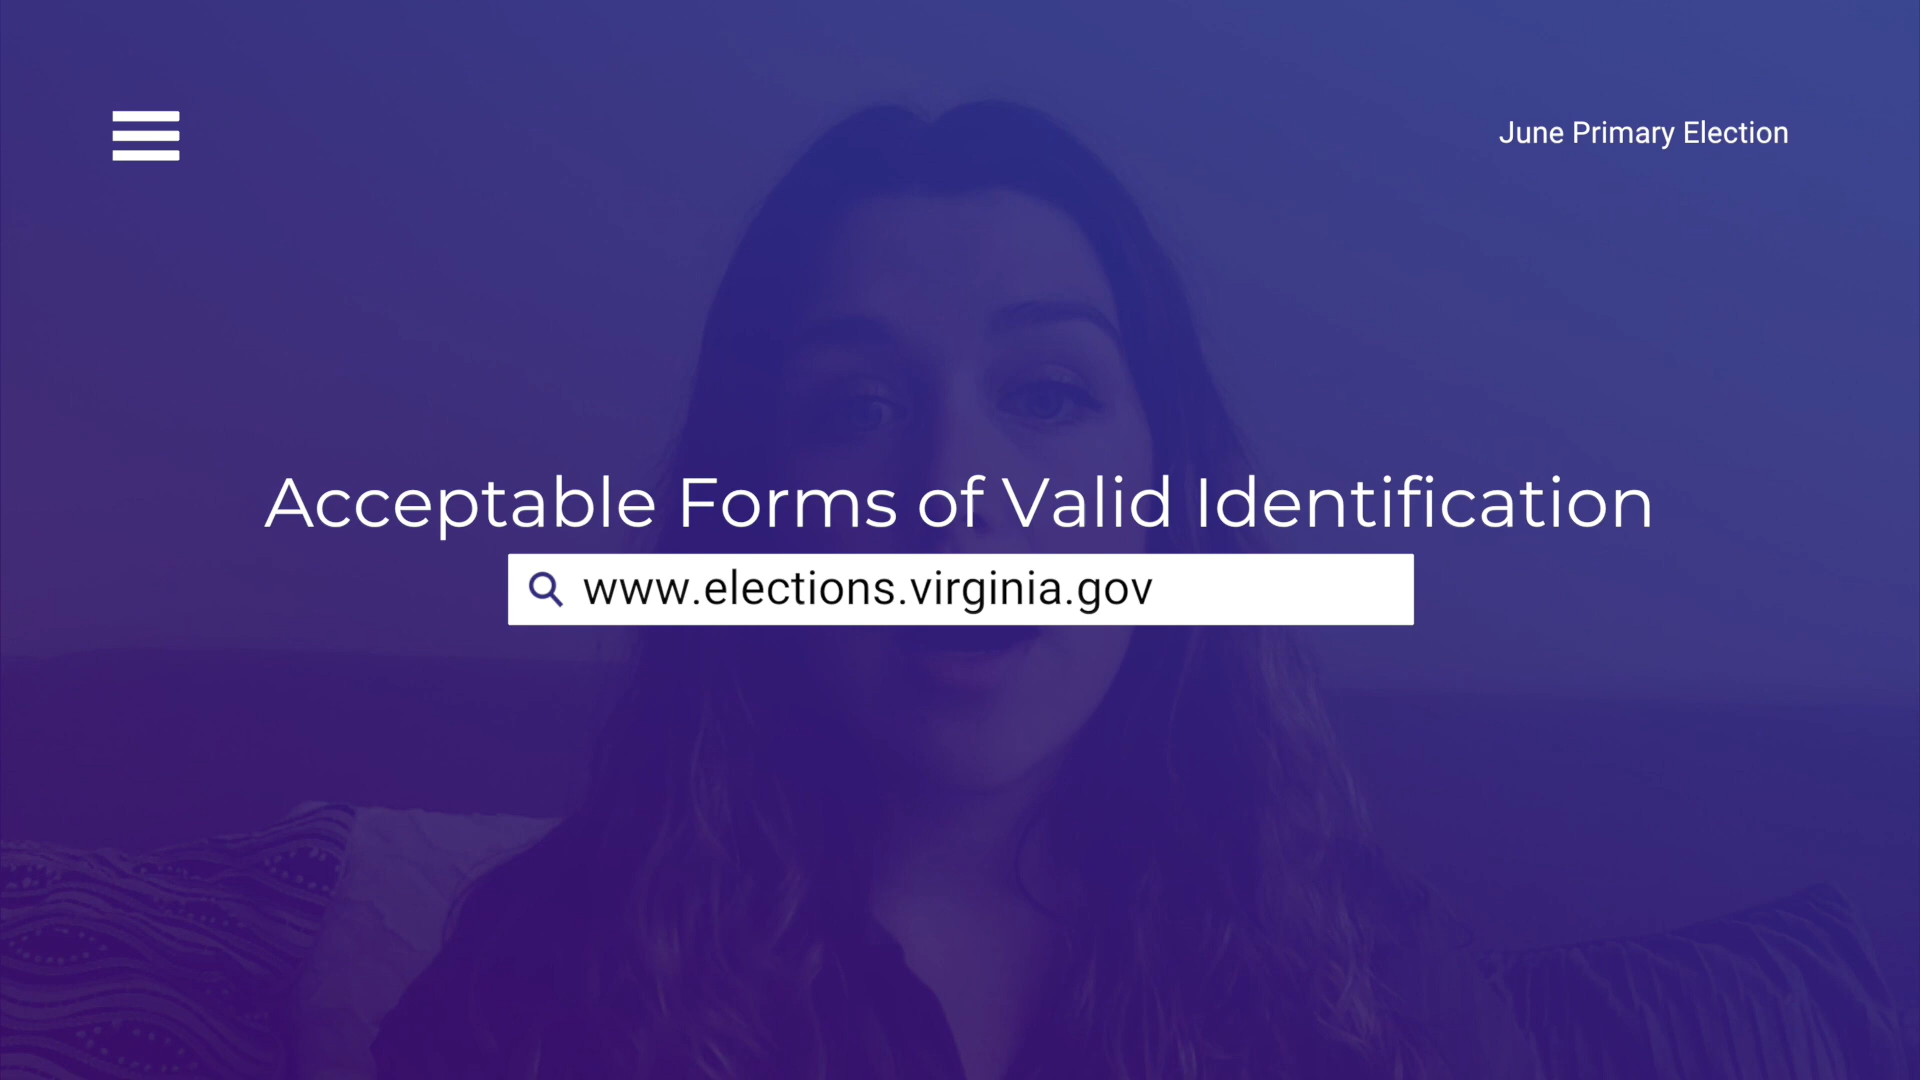 June Primary Election
Acceptable Forms of Valid Identification
www.elections.virginia.gov